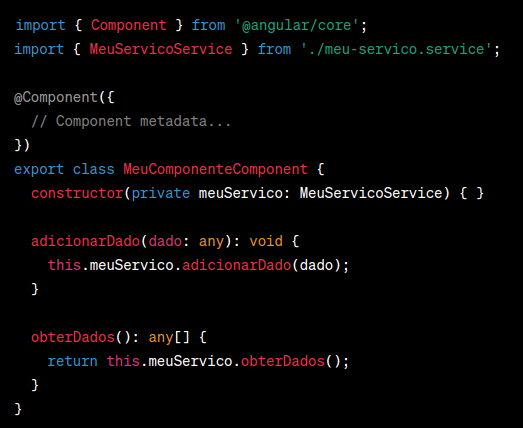 import { Component } from '@angular/core';
import { MeuServicoService } from './meu-servico.service';

@Component({
  // Component metadata...
})
export class MeuComponenteComponent {
  constructor(private meuServico: MeuServicoService) { }

  adicionarDado(dado: any): void {
    this.meuServico.adicionarDado(dado);
  }

  obterDados(): any[] {
    return this.meuServico.obterDados();
  }
}